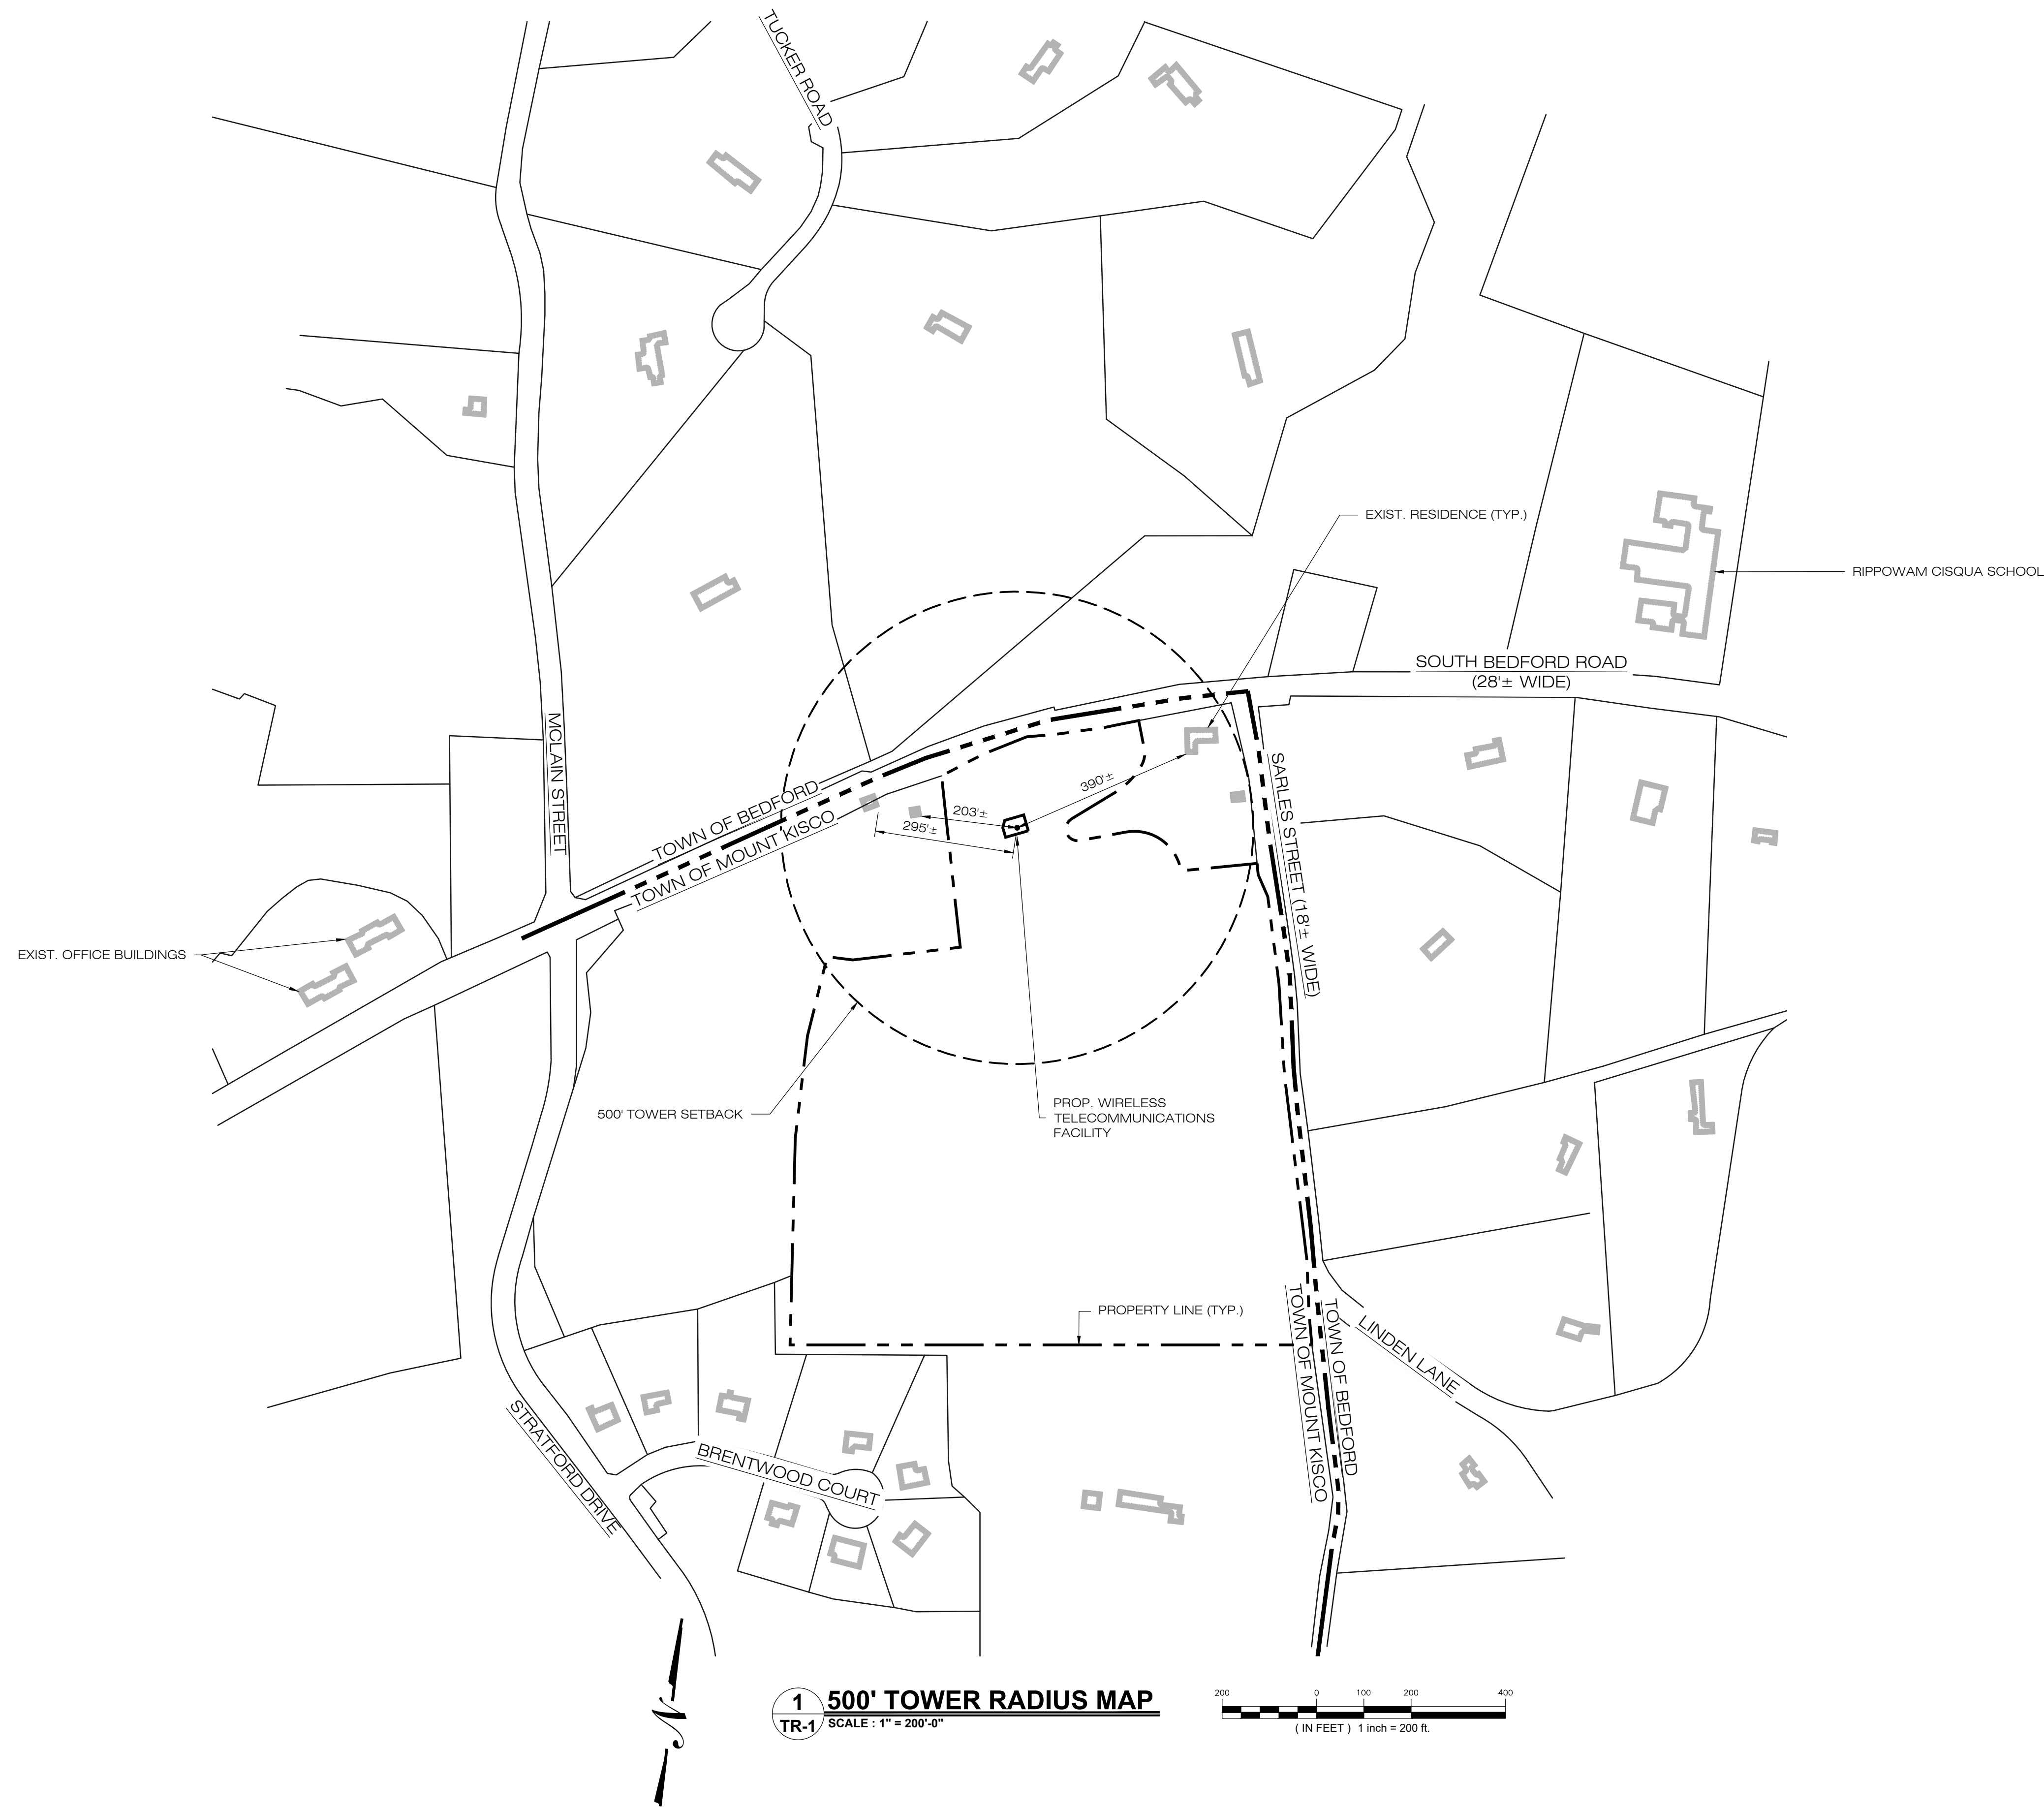 TUCKER ROAD
EXIST. RESIDENCE (TYP.)
RIPPOWAM CISQUA SCHOOL
SOUTH BEDFORD ROAD
(28'± WIDE)
MCLAIN STREET
SARLES STREET (18'± WIDE)
390'±
203'±
295'±
TOWN OF BEDFORD
TOWN OF MOUNT KISCO
EXIST. OFFICE BUILDINGS
500' TOWER SETBACK
PROP. WIRELESS
TELECOMMUNICATIONS
FACILITY
PROPERTY LINE (TYP.)
TOWN OF MOUNT KISCO
TOWN OF BEDFORD
LINDEN LANE
STRATFORD DRIVE
BRENTWOOD COURT
N
1
TR-1
500' TOWER RADIUS MAP
SCALE : 1" = 200'-0"
200 0 100 200 400
( IN FEET ) 1 inch = 200 ft.